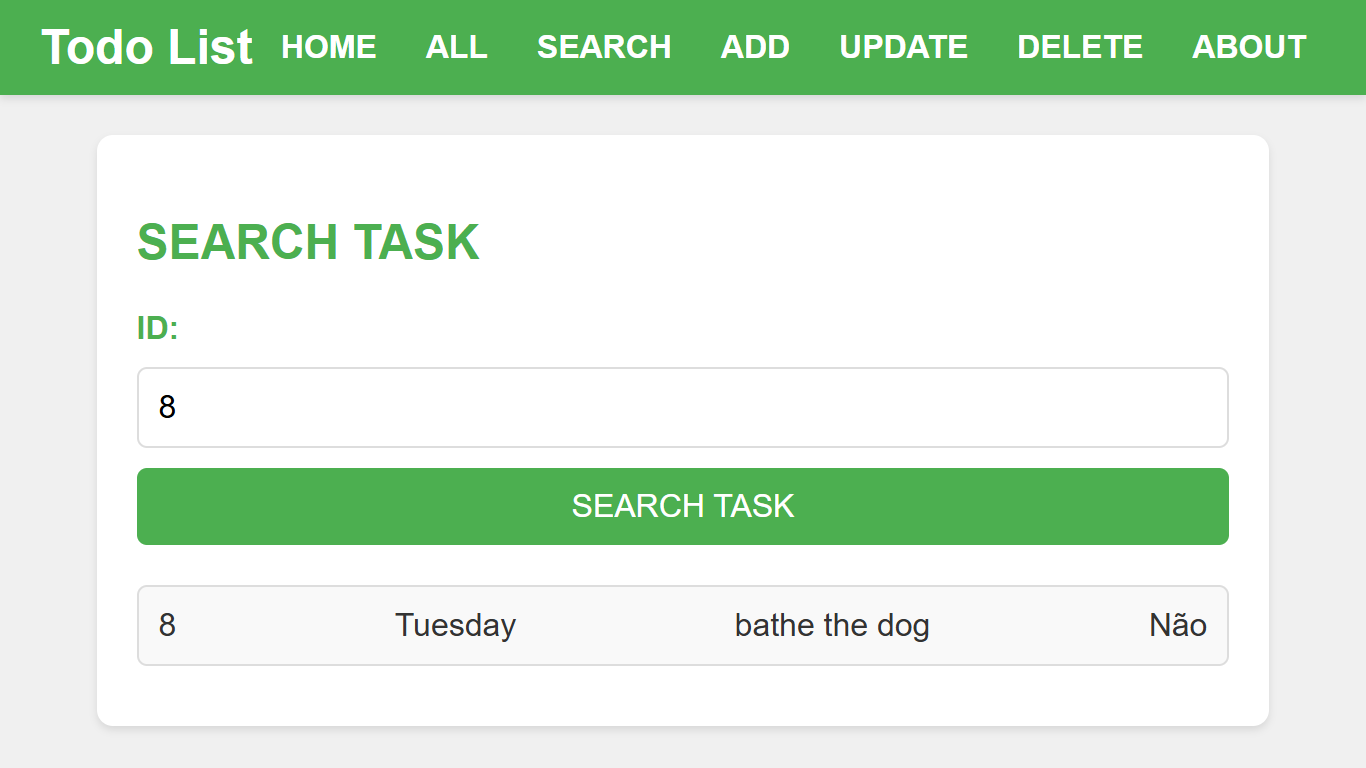 Todo List HOME ALL SEARCH ADD UPDATE DELETE ABOUT
SEARCH TASK
ID:
8
SEARCH TASK
8 Tuesday bathe the dog Não